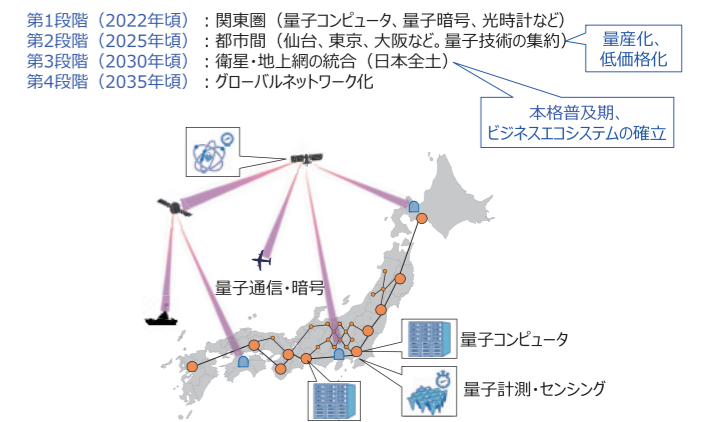 第1段階（2022年頃）：関東圏（量子コンピュータ、量子暗号、光時計など）
第2段階（2025年頃）：都市間（仙台、東京、大阪など。量子技術の集約）
量産化、
低価格化
第3段階（2030年頃）：衛星・地上網の統合（日本全土）
第4段階（2035年頃）：グローバルネットワーク化
本格普及期、
ビジネスエコシステムの確立
量子通信・暗号
量子コンピュータ
量子計測・センシング